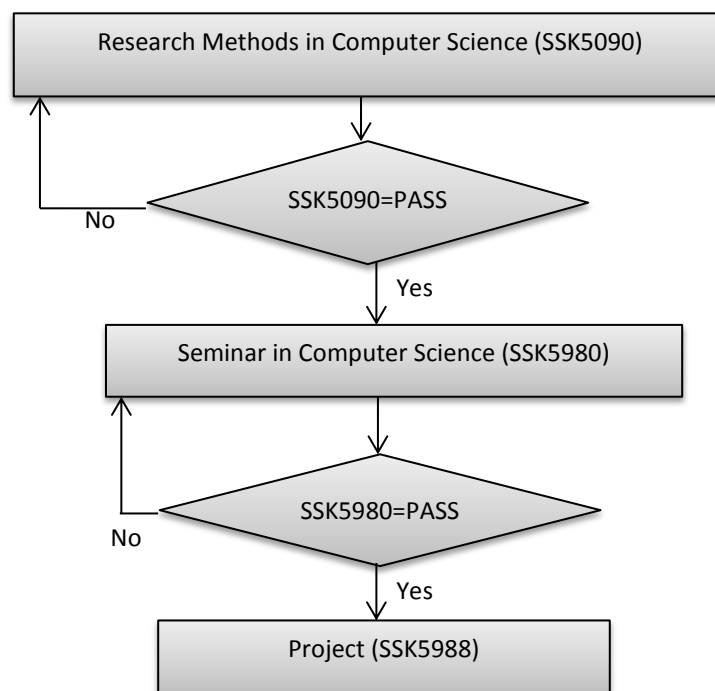 Research Methods in Computer Science (SSK5090)
SSK5090=PASS
No
Yes
Seminar in Computer Science (SSK5980)
SSK5980=PASS
No
Yes
Project (SSK5988)